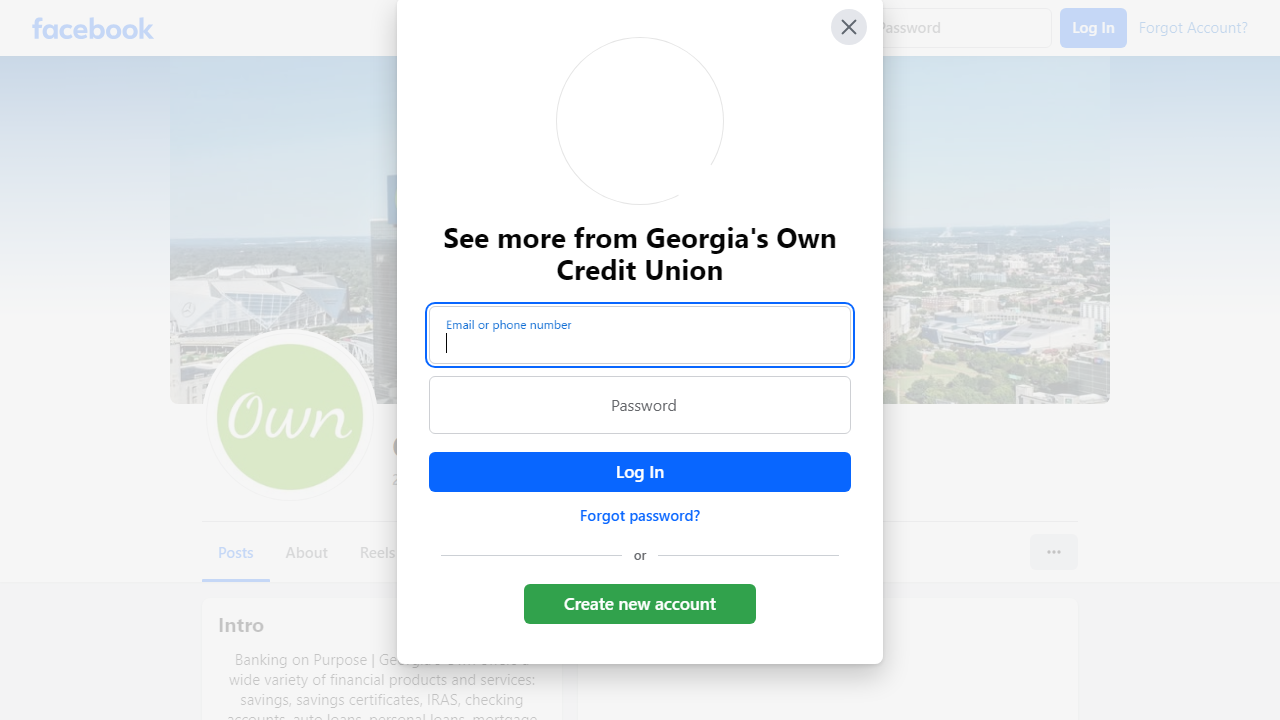 facebook
Password
Log In
Forgot Account?
See more from Georgia's Own
Credit Union
Email or phone number
Password
Log In
Forgot password?
or
Create new account
Own
Posts
About
Reels
Intro
Banking on Purpose | Georgia's Own offers a
wide variety of financial products and services:
savings, savings certificates, IRAS, checking
accounts, auto loans, personal loans, mortgage